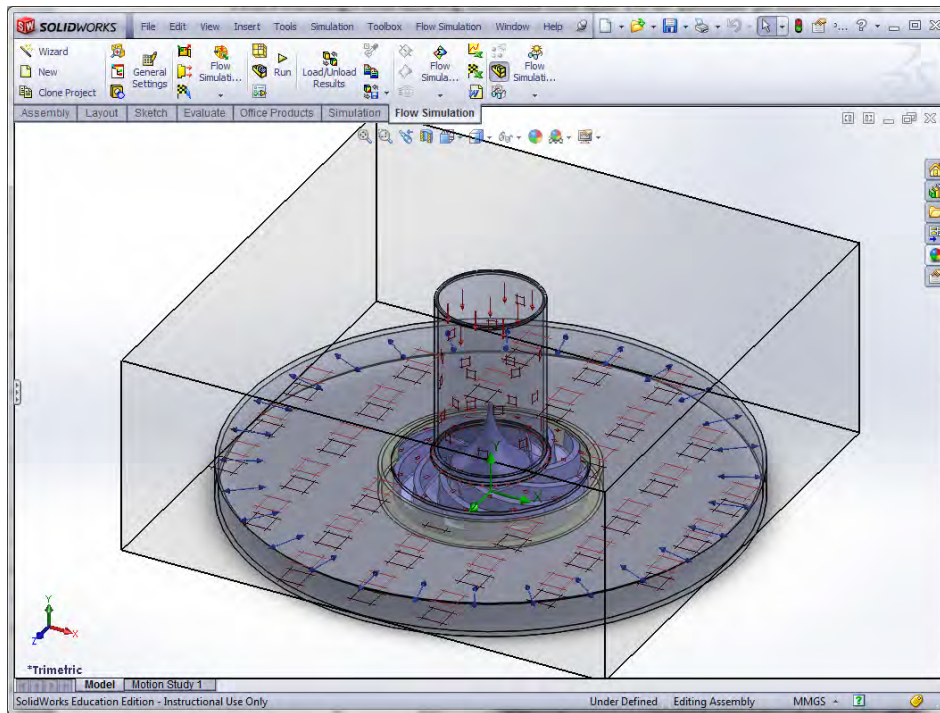 SW SOLIDWORKS File Edit View Insert Tools Simulation Toolbox Flow Simulation Window Help ... ?
Wizard
New
Clone Project
General Settings
Flow Simulati...
Run
Load/Unload Results
Flow Simula...
Flow Simulati...
Assembly Layout Sketch Evaluate Office Products Simulation Flow Simulation
Y
X
Y
Z X
*Trimetric
Model Motion Study 1
SolidWorks Education Edition - Instructional Use Only Under Defined Editing Assembly MMGS ?